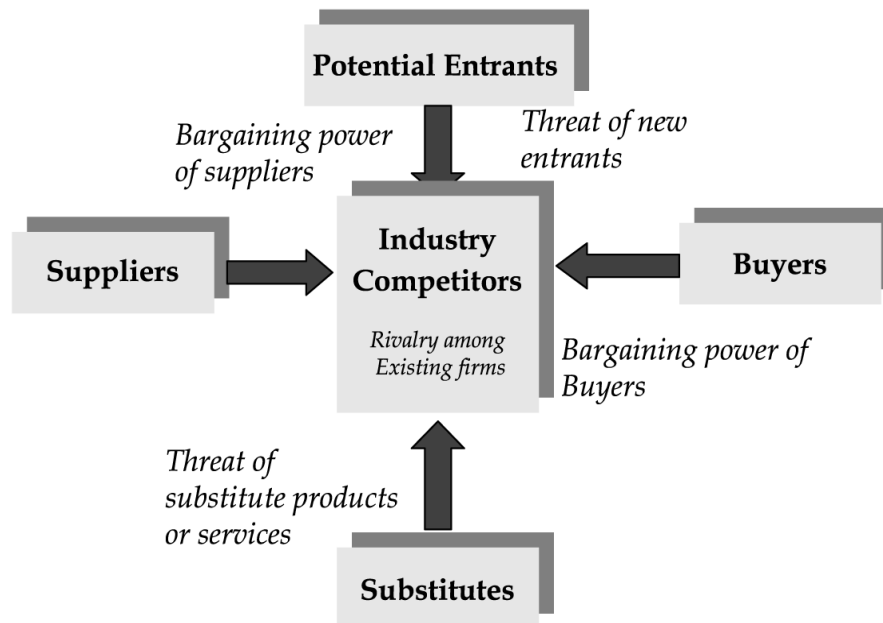 Potential Entrants
Bargaining power
of suppliers
Threat of new
entrants
Suppliers
Industry
Competitors
Rivalry among
Existing firms
Buyers
Bargaining power of
Buyers
Threat of
substitute products
or services
Substitutes